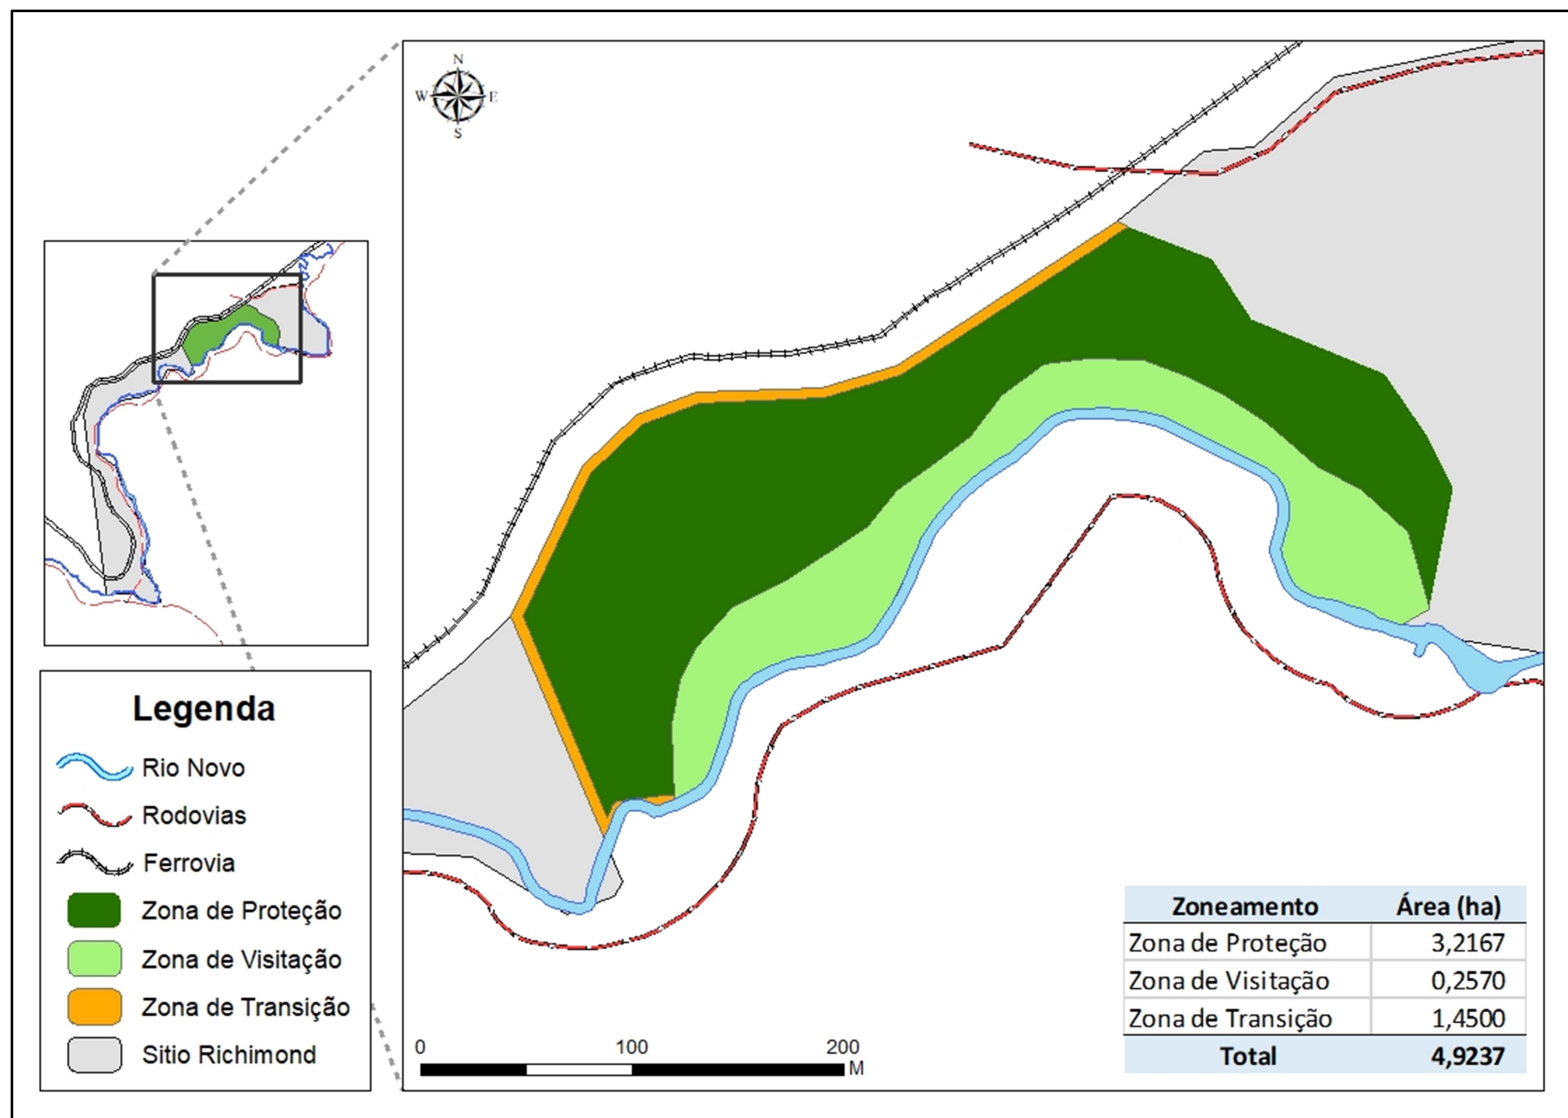 N
W E
S
Legenda
Rio Novo
Rodovias
Ferrovia
Zona de Proteção
Zona de Visitação
Zona de Transição
Sitio Richimond
0 100 200
M
Zoneamento Área (ha)
Zona de Proteção 3,2167
Zona de Visitação 0,2570
Zona de Transição 1,4500
Total 4,9237